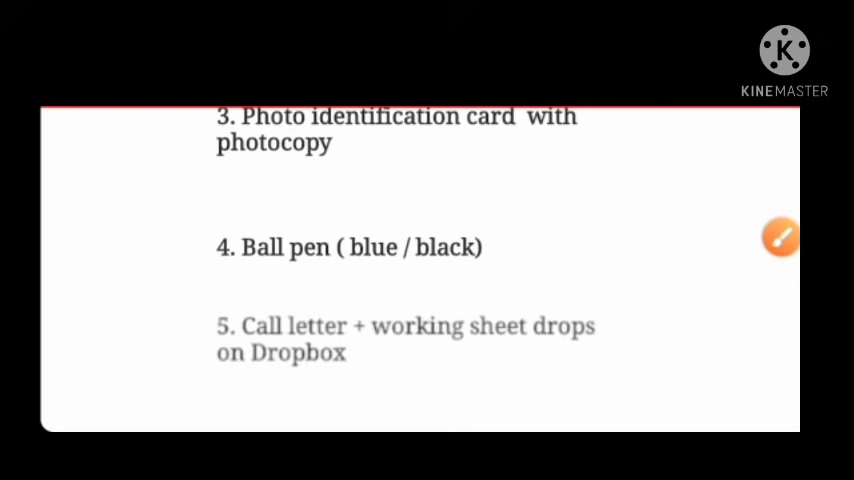 KINEMASTER
3. Photo identification card with
photocopy
4. Ball pen ( blue / black)
5. Call letter + working sheet drops
on Dropbox